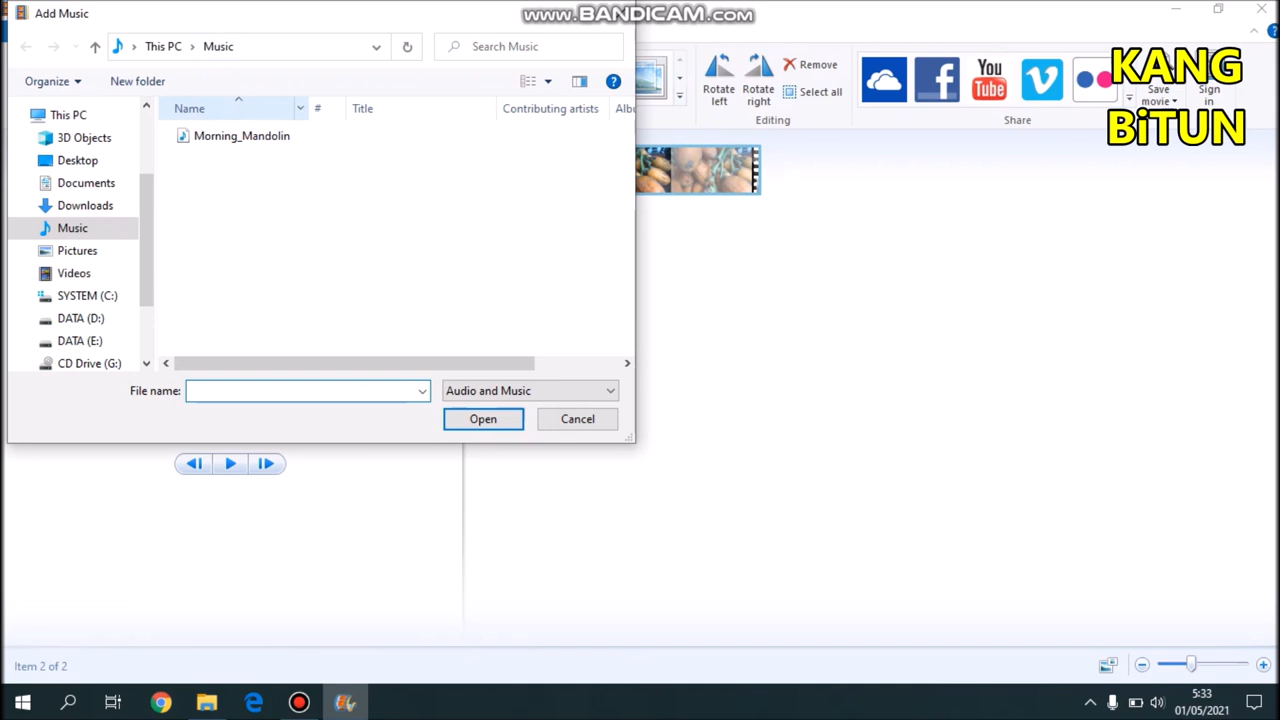 Add Music
www.BANDICAM.com
This PC
Music
Search Music
Organize
New folder
Name
#
Title
Contributing artists
Albu
This PC
3D Objects
Desktop
Documents
Downloads
Music
Pictures
Videos
SYSTEM (C:)
DATA (D:)
DATA (E:)
CD Drive (G:)
Morning_Mandolin
File name:
Audio and Music
Open
Cancel
Rotate left
Rotate right
Remove
Select all
Editing
You Tube
Save movie
Sign in
Share
KANG
BiTUN
Item 2 of 2
5:33
01/05/2021